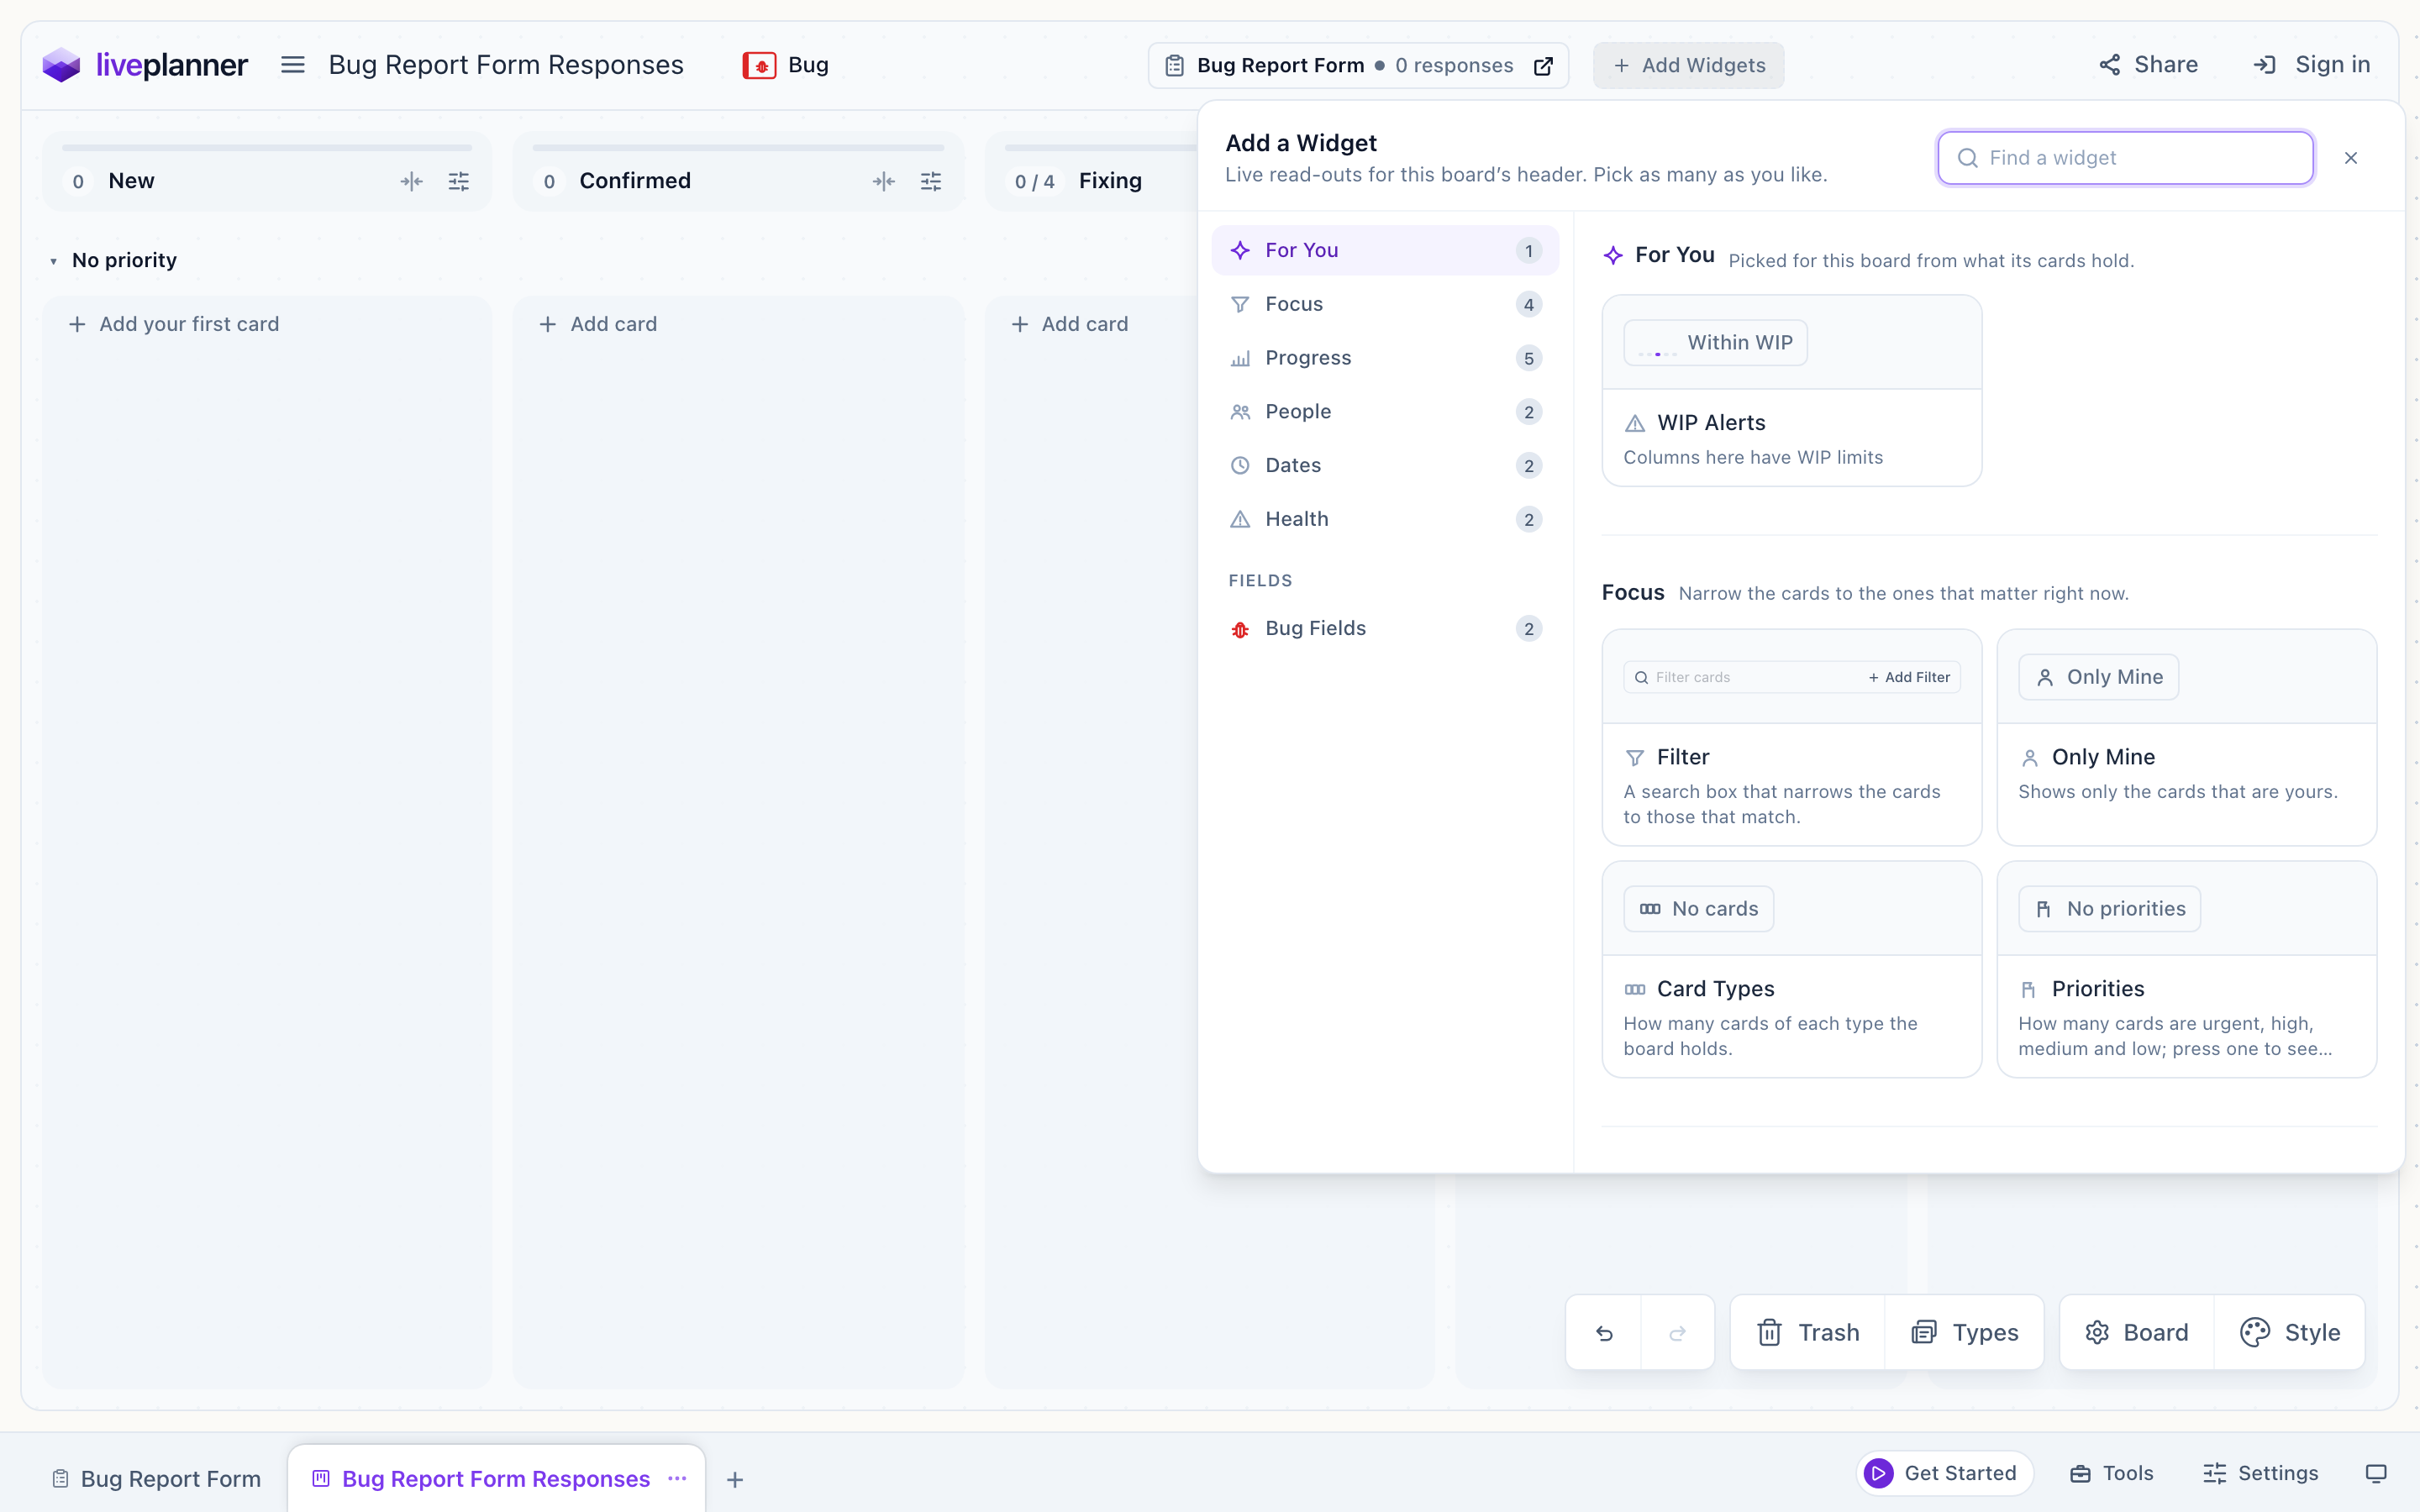 liveplanner
Bug Report Form Responses
Bug
Bug Report Form
0 responses
Add Widgets
Share
Sign in
0 New
0 Confirmed
0 / 4 Fixing
No priority
Add your first card
Add card
Add card
Add a Widget
Live read-outs for this board’s header. Pick as many as you like.
Find a widget
For You 1
Focus 4
Progress 5
People 2
Dates 2
Health 2
FIELDS
Bug Fields 2
For You Picked for this board from what its cards hold.
Within WIP
WIP Alerts
Columns here have WIP limits
Focus Narrow the cards to the ones that matter right now.
Filter cards
+ Add Filter
Filter
A search box that narrows the cards
to those that match.
Only Mine
Only Mine
Shows only the cards that are yours.
No cards
Card Types
How many cards of each type the
board holds.
No priorities
Priorities
How many cards are urgent, high,
medium and low; press one to see...
Trash
Types
Board
Style
Bug Report Form
Bug Report Form Responses
Get Started
Tools
Settings